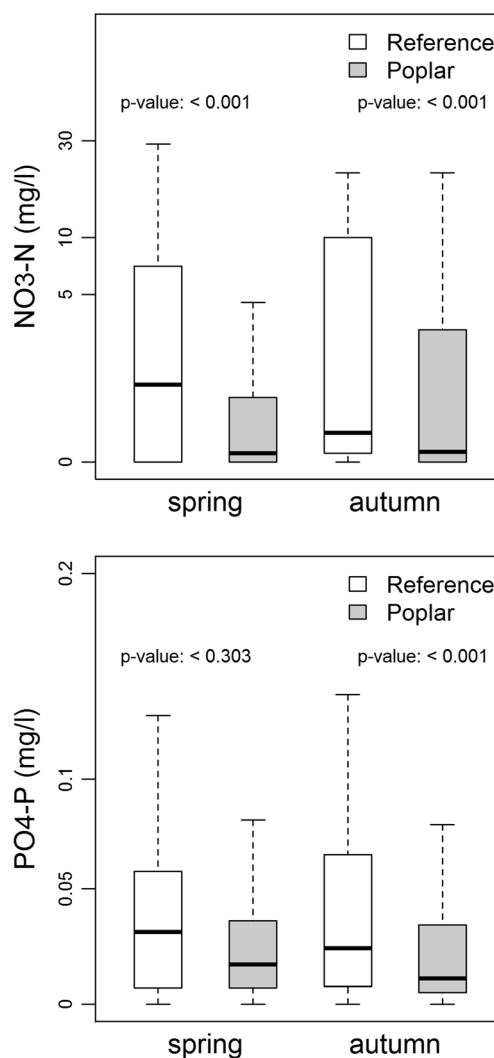 Reference
Poplar
p-value: < 0.001
p-value: < 0.001
NO3-N (mg/l)
30
10
5
0
spring
autumn
Reference
Poplar
p-value: < 0.303
p-value: < 0.001
PO4-P (mg/l)
0.2
0.1
0.05
0
spring
autumn